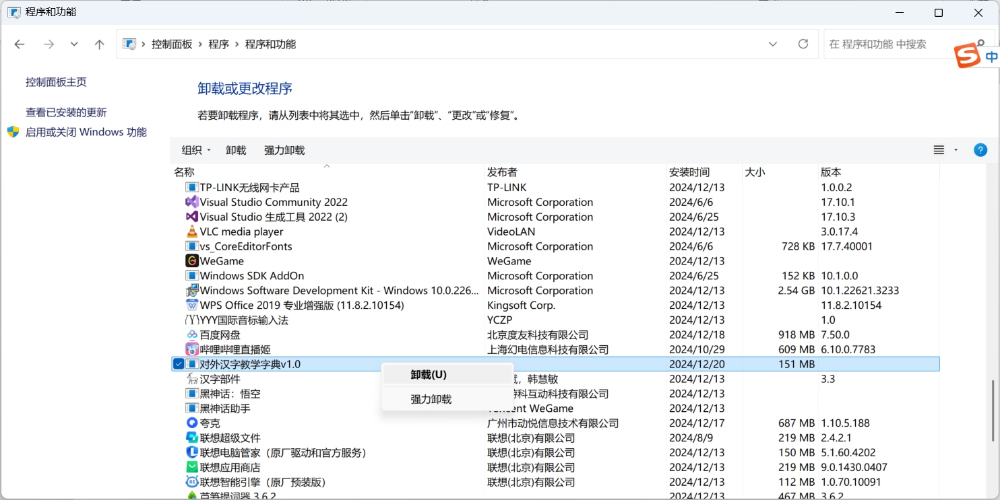 程序和功能
控制面板 程序 程序和功能
在 程序和功能 中搜索
中
控制面板主页
查看已安装的更新
启用或关闭 Windows 功能
卸载或更改程序
若要卸载程序，请从列表中将其选中，然后单击“卸载”、“更改”或“修复”。
组织 卸载 强力卸载
名称 发布者 安装时间 大小 版本
TP-LINK无线网卡产品 TP-LINK 2024/12/13 1.0.0.2
Visual Studio Community 2022 Microsoft Corporation 2024/6/6 17.10.1
Visual Studio 生成工具 2022 (2) Microsoft Corporation 2024/6/25 17.10.3
VLC media player VideoLAN 2024/12/13 3.0.17.4
vs_CoreEditorFonts Microsoft Corporation 2024/6/6 728 KB 17.7.40001
WeGame WeGame 2024/12/13
Windows SDK AddOn Microsoft Corporation 2024/6/25 152 KB 10.1.0.0
Windows Software Development Kit - Windows 10.0.226... Microsoft Corporation 2024/12/13 2.54 GB 10.1.22621.3233
WPS Office 2019 专业增强版 (11.8.2.10154) Kingsoft Corp. 2024/12/13 11.8.2.10154
YYY国际音标输入法 YCZP 2024/12/13 1.0
百度网盘 北京度友科技有限公司 2024/12/18 918 MB 7.50.0
哔哩哔哩直播姬 上海幻电信息科技有限公司 2024/10/29 609 MB 6.10.0.7783
对外汉字教学字典v1.0 2024/12/20 151 MB
卸载(U)
强力卸载
汉字部件 ，韩慧敏 2024/12/13 3.3
黑神话：悟空 科互动科技有限公司 2024/12/13
黑神话助手 WeGame 2024/12/13
夸克 广州市动悦信息技术有限公司 2024/12/17 687 MB 1.10.5.188
联想超级文件 联想(北京)有限公司 2024/8/9 219 MB 2.4.2.1
联想电脑管家（原厂驱动和官方服务） 联想(北京)有限公司 2024/12/13 150 MB 5.1.60.4202
联想应用商店 联想(北京)有限公司 2024/12/13 219 MB 9.0.1430.0407
联想智能引擎（原厂预装版） 联想(北京)有限公司 2024/12/13 112 MB 1.0.70.10091
芦笋提词器 3.6.2 2024/12/13 467 MB 3.6.2